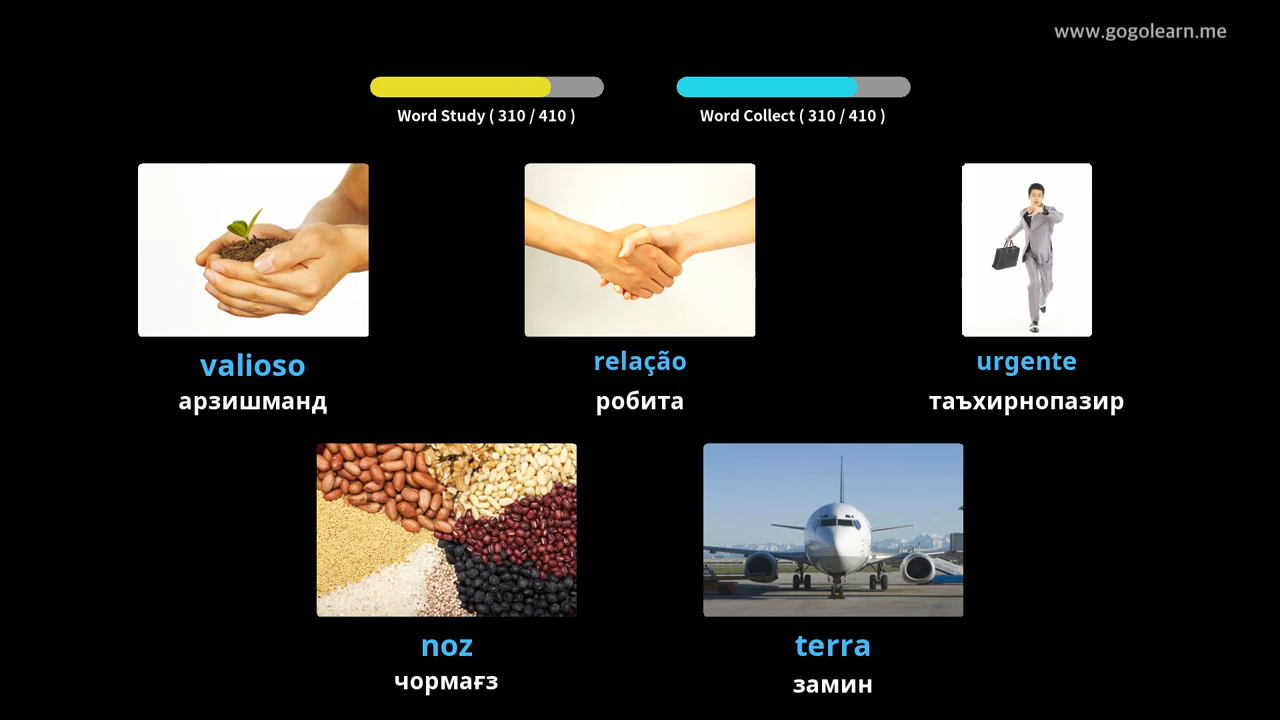 www.gogolearn.me
Word Study ( 310 / 410 )
Word Collect ( 310 / 410 )
valioso
арзишманд
relação
робита
urgente
таъхирнопазир
noz
чормағз
terra
замин